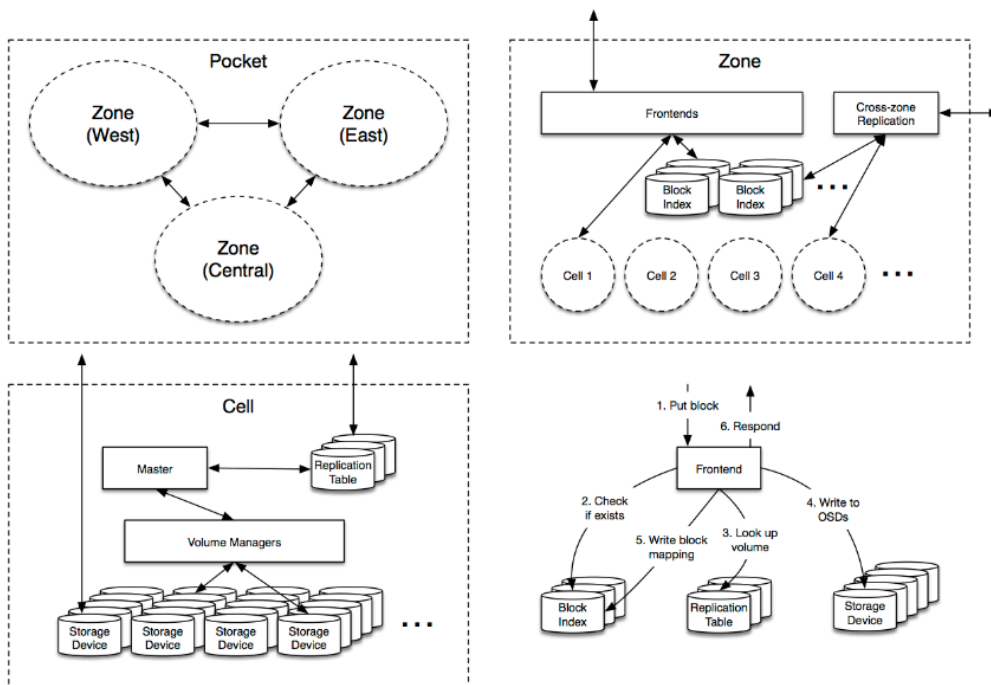 Pocket
Zone
(West)
Zone
(East)
Zone
(Central)
Zone
Frontends
Cross-zone
Replication
Block
Index
Block
Index
...
Cell 1
Cell 2
Cell 3
Cell 4
...
Cell
Master
Replication
Table
Volume Managers
Storage
Device
Storage
Device
Storage
Device
Storage
Device
...
1. Put block
6. Respond
Frontend
2. Check
if exists
5. Write block
mapping
3. Look up
volume
4. Write to
OSDs
Block
Index
Replication
Table
Storage
Device